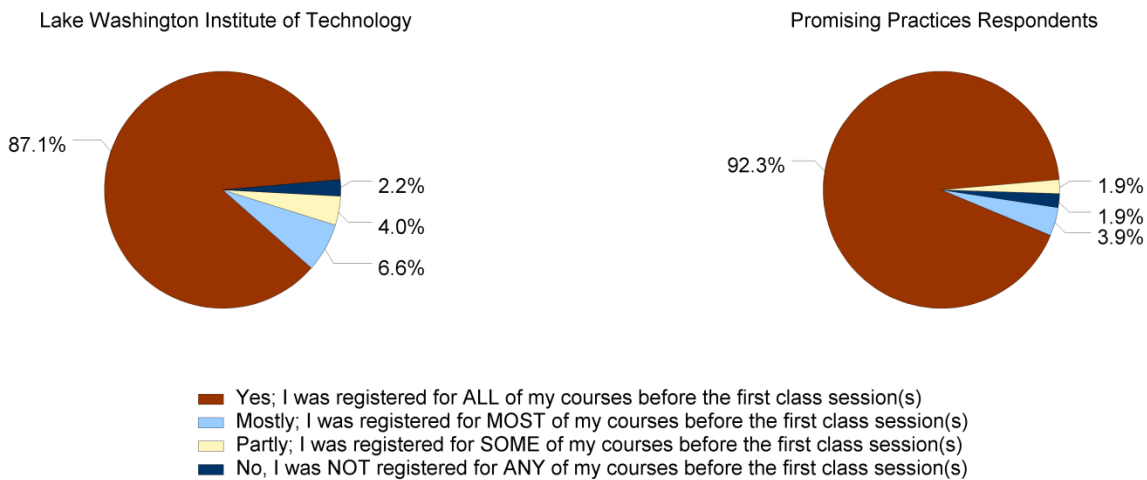 Lake Washington Institute of Technology
Promising Practices Respondents
87.1%
2.2%
4.0%
6.6%
92.3%
1.9%
1.9%
3.9%
Yes; I was registered for ALL of my courses before the first class session(s)
Mostly; I was registered for MOST of my courses before the first class session(s)
Partly; I was registered for SOME of my courses before the first class session(s)
No, I was NOT registered for ANY of my courses before the first class session(s)